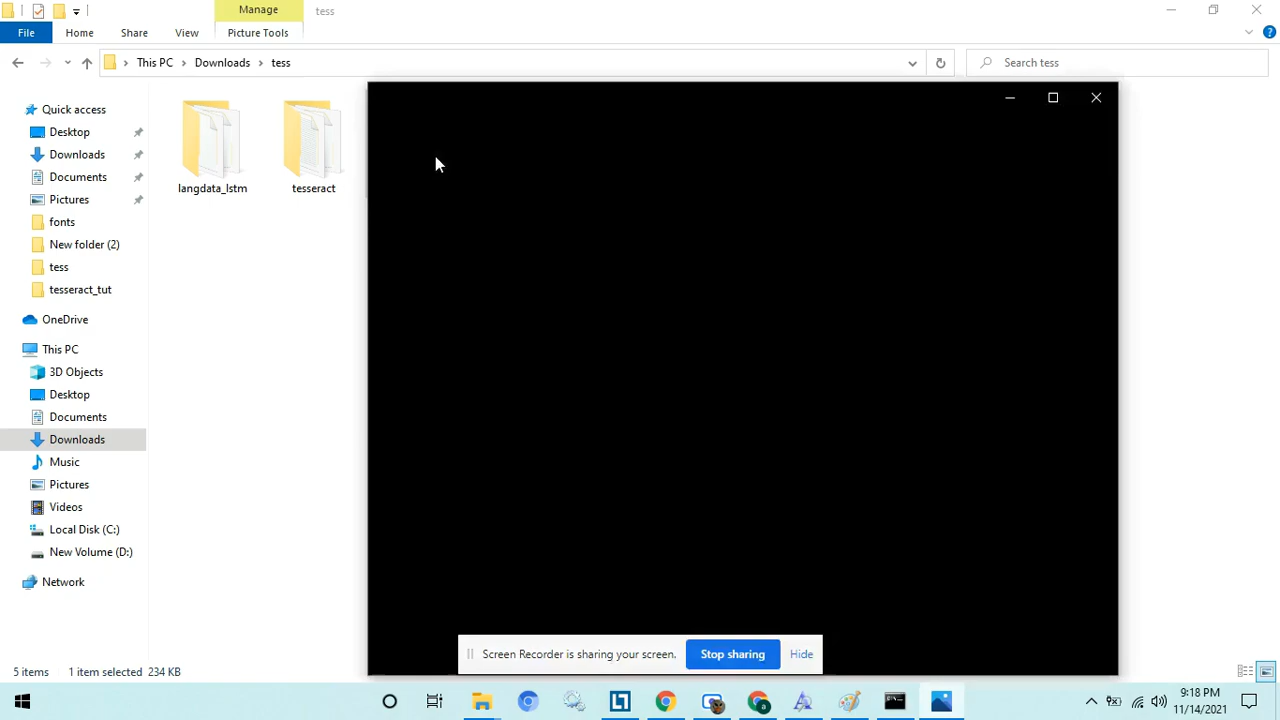 Manage
tess
File
Home
Share
View
Picture Tools
This PC
Downloads
tess
Search tess
Quick access
Desktop
Downloads
Documents
Pictures
fonts
New folder (2)
tess
tesseract_tut
OneDrive
This PC
3D Objects
Desktop
Documents
Downloads
Music
Pictures
Videos
Local Disk (C:)
New Volume (D:)
Network
langdata_lstm
tesseract
Screen Recorder is sharing your screen.
Stop sharing
Hide
5 items
1 item selected 234 KB
9:18 PM
11/14/2021